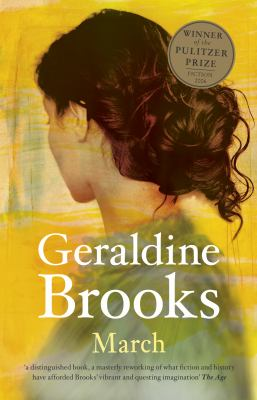 WINNER
of the
PULITZER
PRIZE
FICTION
2006
Geraldine
Brooks
March
‘a distinguished book, a masterly reworking of what fiction and history
have afforded Brooks’ vibrant and questing imagination’ The Age